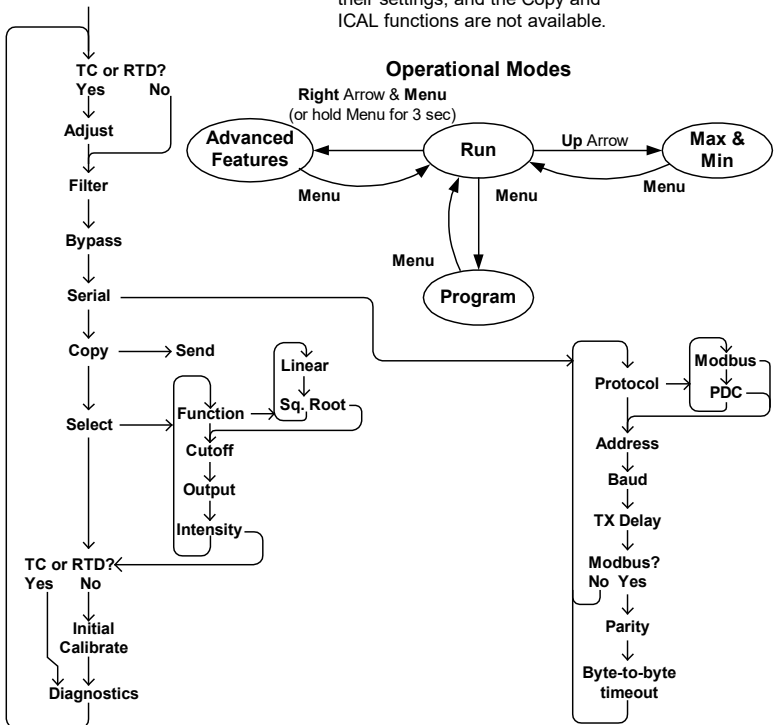 their settings, and the Copy and
ICAL functions are not available.
Operational Modes
Right Arrow & Menu
(or hold Menu for 3 sec)
Advanced
Features
Run
Up Arrow
Max &
Min
Menu
Menu
Menu
Menu
Program
TC or RTD?
Yes No
Adjust
Filter
Bypass
Serial
Copy
Send
Select
Function
Linear
Sq. Root
Cutoff
Output
Intensity
TC or RTD?
Yes No
Initial
Calibrate
Diagnostics
Protocol
Modbus
PDC
Address
Baud
TX Delay
Modbus?
No Yes
Parity
Byte-to-byte
timeout